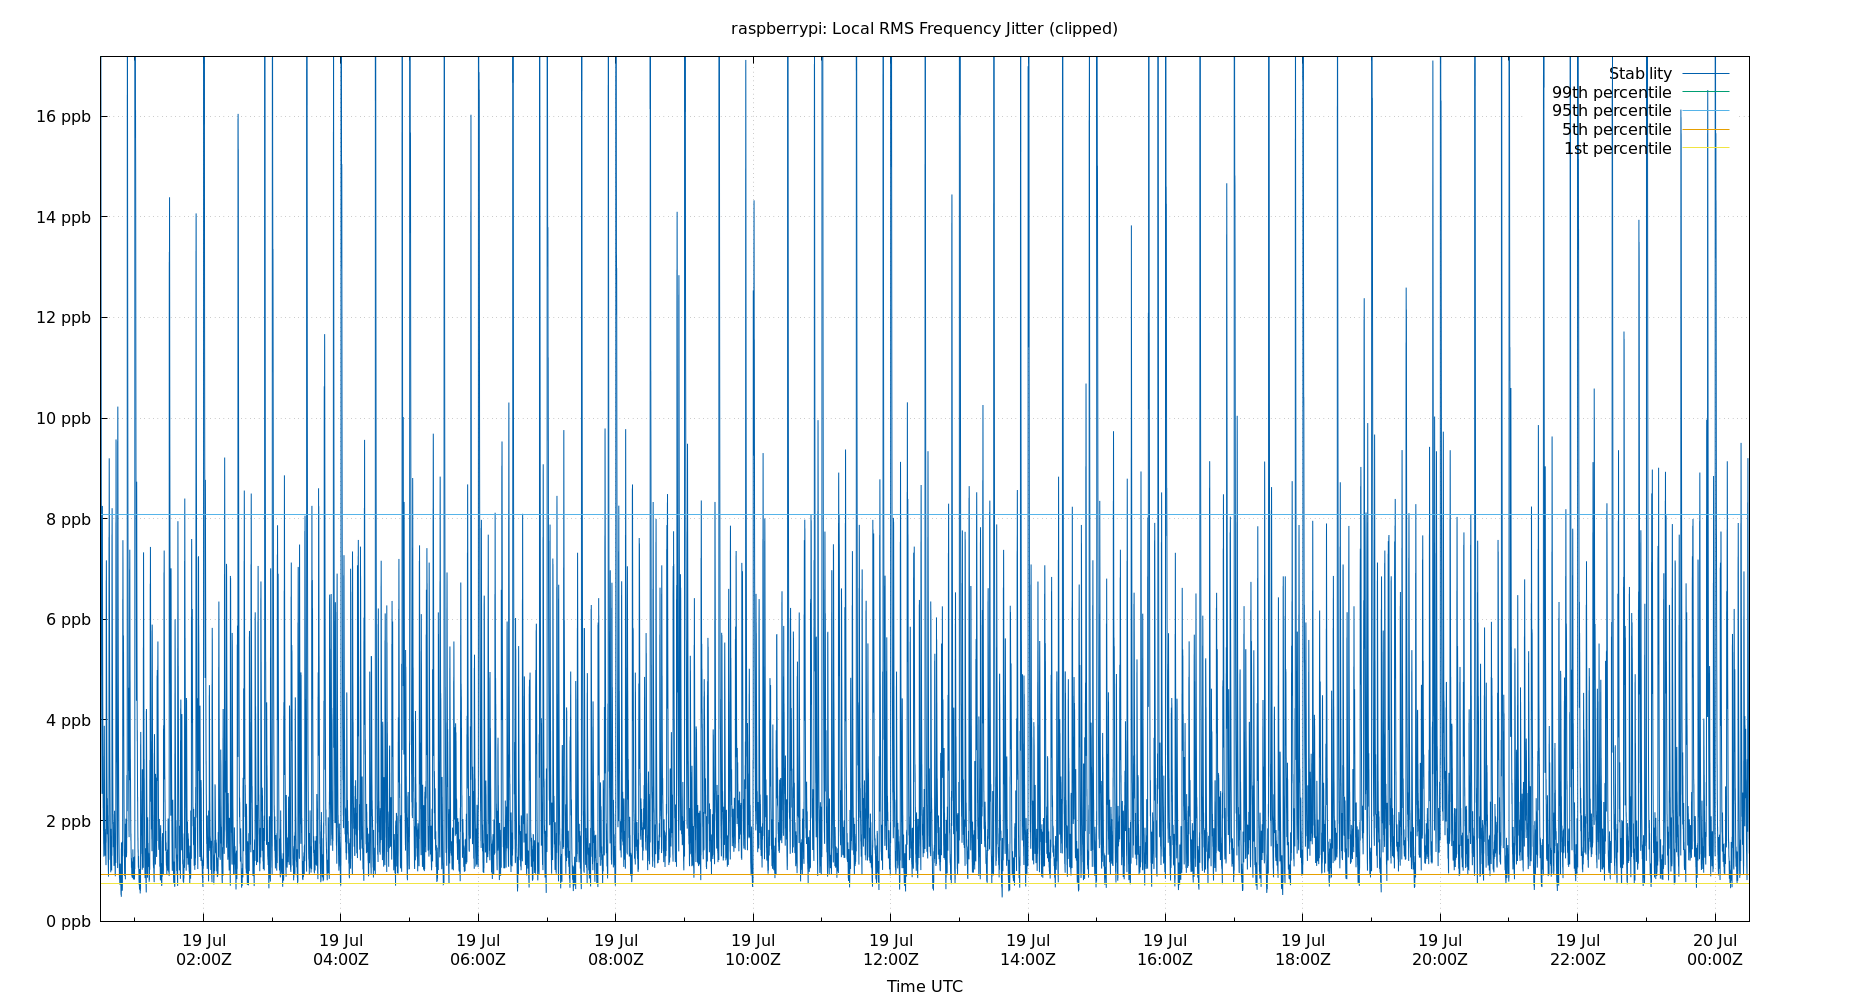 raspberrypi: Local RMS Frequency Jitter (clipped)
Stability
99th percentile
95th percentile
5th percentile
1st percentile
16 ppb
14 ppb
12 ppb
10 ppb
8 ppb
6 ppb
4 ppb
2 ppb
0 ppb
19 Jul 19 Jul 19 Jul 19 Jul 19 Jul 19 Jul 19 Jul 19 Jul 19 Jul 19 Jul 19 Jul 20 Jul
02:00Z 04:00Z 06:00Z 08:00Z 10:00Z 12:00Z 14:00Z 16:00Z 18:00Z 20:00Z 22:00Z 00:00Z
Time UTC